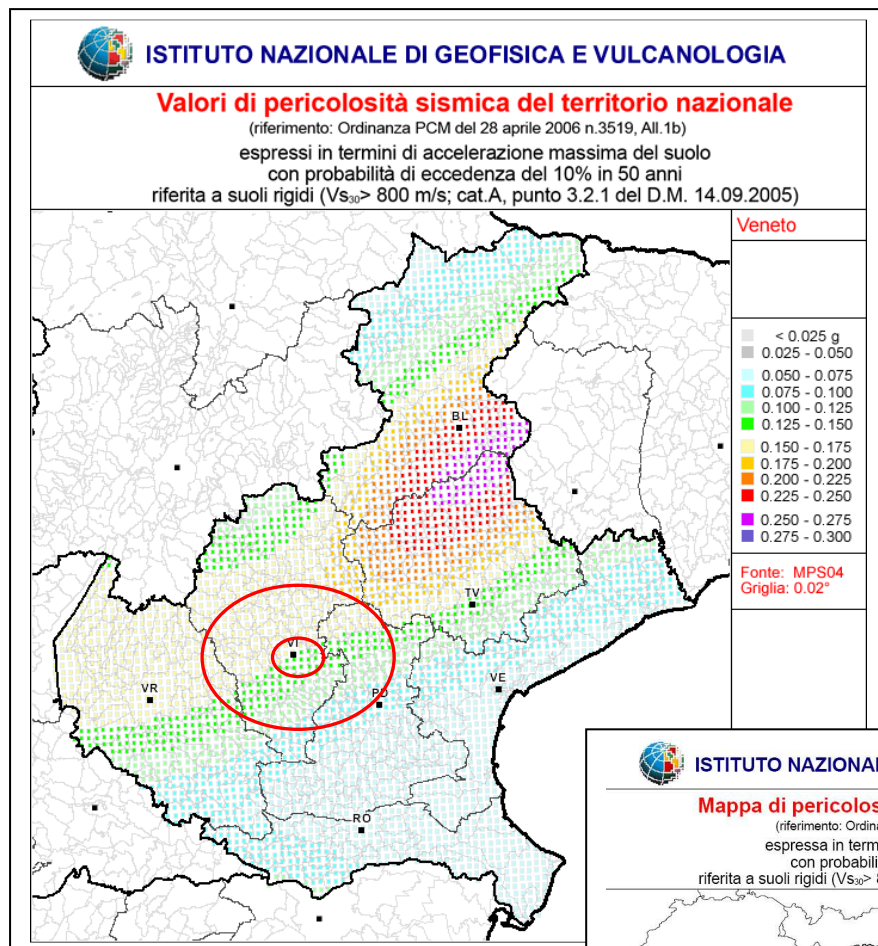 ISTITUTO NAZIONALE DI GEOFISICA E VULCANOLOGIA
Valori di pericolosità sismica del territorio nazionale
(riferimento: Ordinanza PCM del 28 aprile 2006 n.3519, All.1b)
espressi in termini di accelerazione massima del suolo
con probabilità di eccedenza del 10% in 50 anni
riferita a suoli rigidi (Vs30> 800 m/s; cat.A, punto 3.2.1 del D.M. 14.09.2005)
Veneto
< 0.025 g
0.025 - 0.050
0.050 - 0.075
0.075 - 0.100
0.100 - 0.125
0.125 - 0.150
0.150 - 0.175
0.175 - 0.200
0.200 - 0.225
0.225 - 0.250
0.250 - 0.275
0.275 - 0.300
Fonte: MPS04
Griglia: 0.02°
BL
TV
VI
VR
PD
VE
RO
ISTITUTO NAZIONAL
Mappa di pericolos
(riferimento: Ordina
espressa in term
con probabili
riferita a suoli rigidi (Vs30>